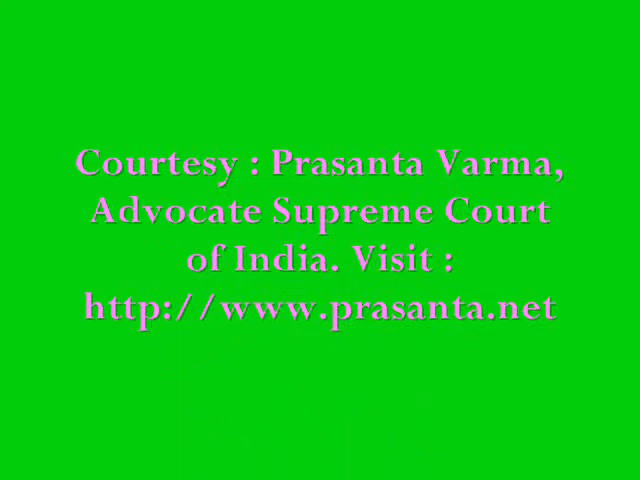 Courtesy : Prasanta Varma,
Advocate Supreme Court
of India. Visit :
http://www.prasanta.net